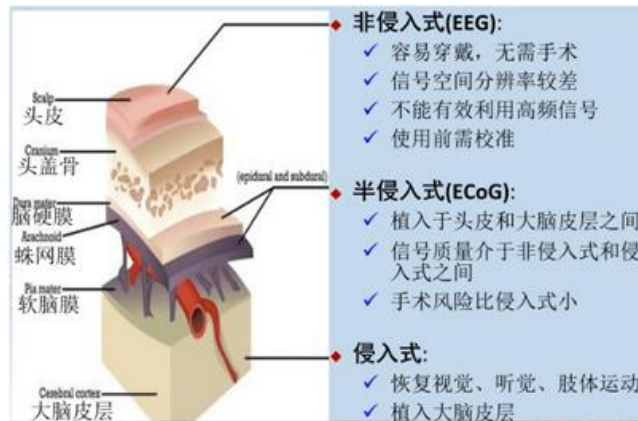 Scalp
头皮
Cranium
头盖骨
Dura mater
脑硬膜
Arachnoid
蛛网膜
Pia mater
软脑膜
Cerebral cortex
大脑皮层
(epidural and subdural)
非侵入式(EEG):
容易穿戴，无需手术
信号空间分辨率较差
不能有效利用高频信号
使用前需校准
半侵入式(ECoG):
植入于头皮和大脑皮层之间
信号质量介于非侵入式和侵
入式之间
手术风险比侵入式小
侵入式:
恢复视觉、听觉、肢体运动
植入大脑皮层